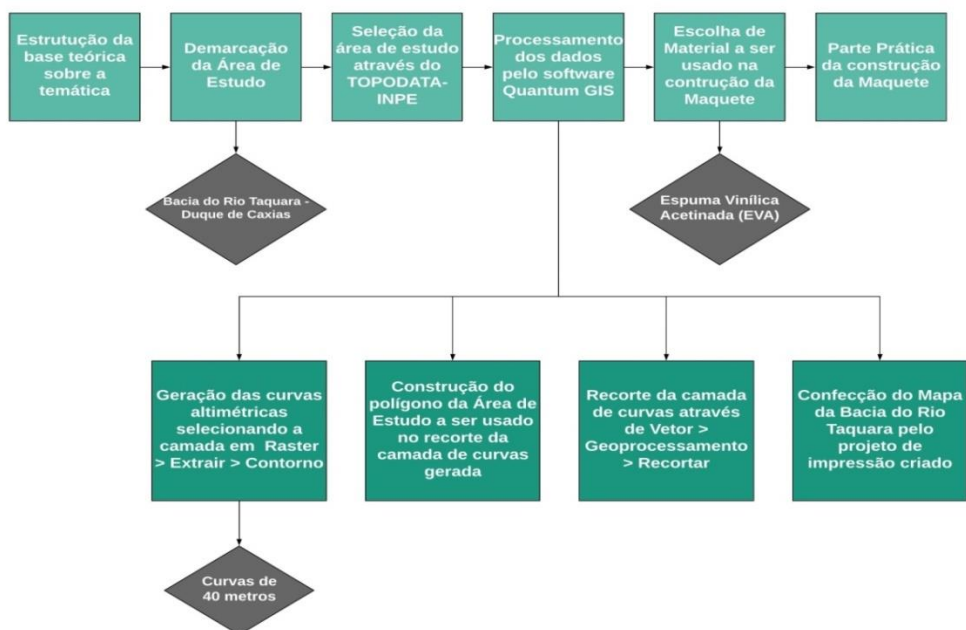 Estrutução da
base teórica
sobre a
temática
Demarcação
da Área de
Estudo
Seleção da
área de estudo
através do
TOPODATA-
INPE
Processamento
dos dados
pelo software
Quantum GIS
Escolha de
Material a ser
usado na
contrução da
Maquete
Parte Prática
da construção
da Maquete
Bacia do Rio Taquara -
Duque de Caxias
Espuma Vinílica
Acetinada (EVA)
Geração das curvas
altimétricas
selecionando a
camada em Raster
> Extrair > Contorno
Construção do
polígono da Área de
Estudo a ser usado
no recorte da
camada de curvas
gerada
Recorte da camada
de curvas através
de Vetor >
Geoprocessamento
> Recortar
Confecção do Mapa
da Bacia do Rio
Taquara pelo
projeto de
impressão criado
Curvas de
40 metros